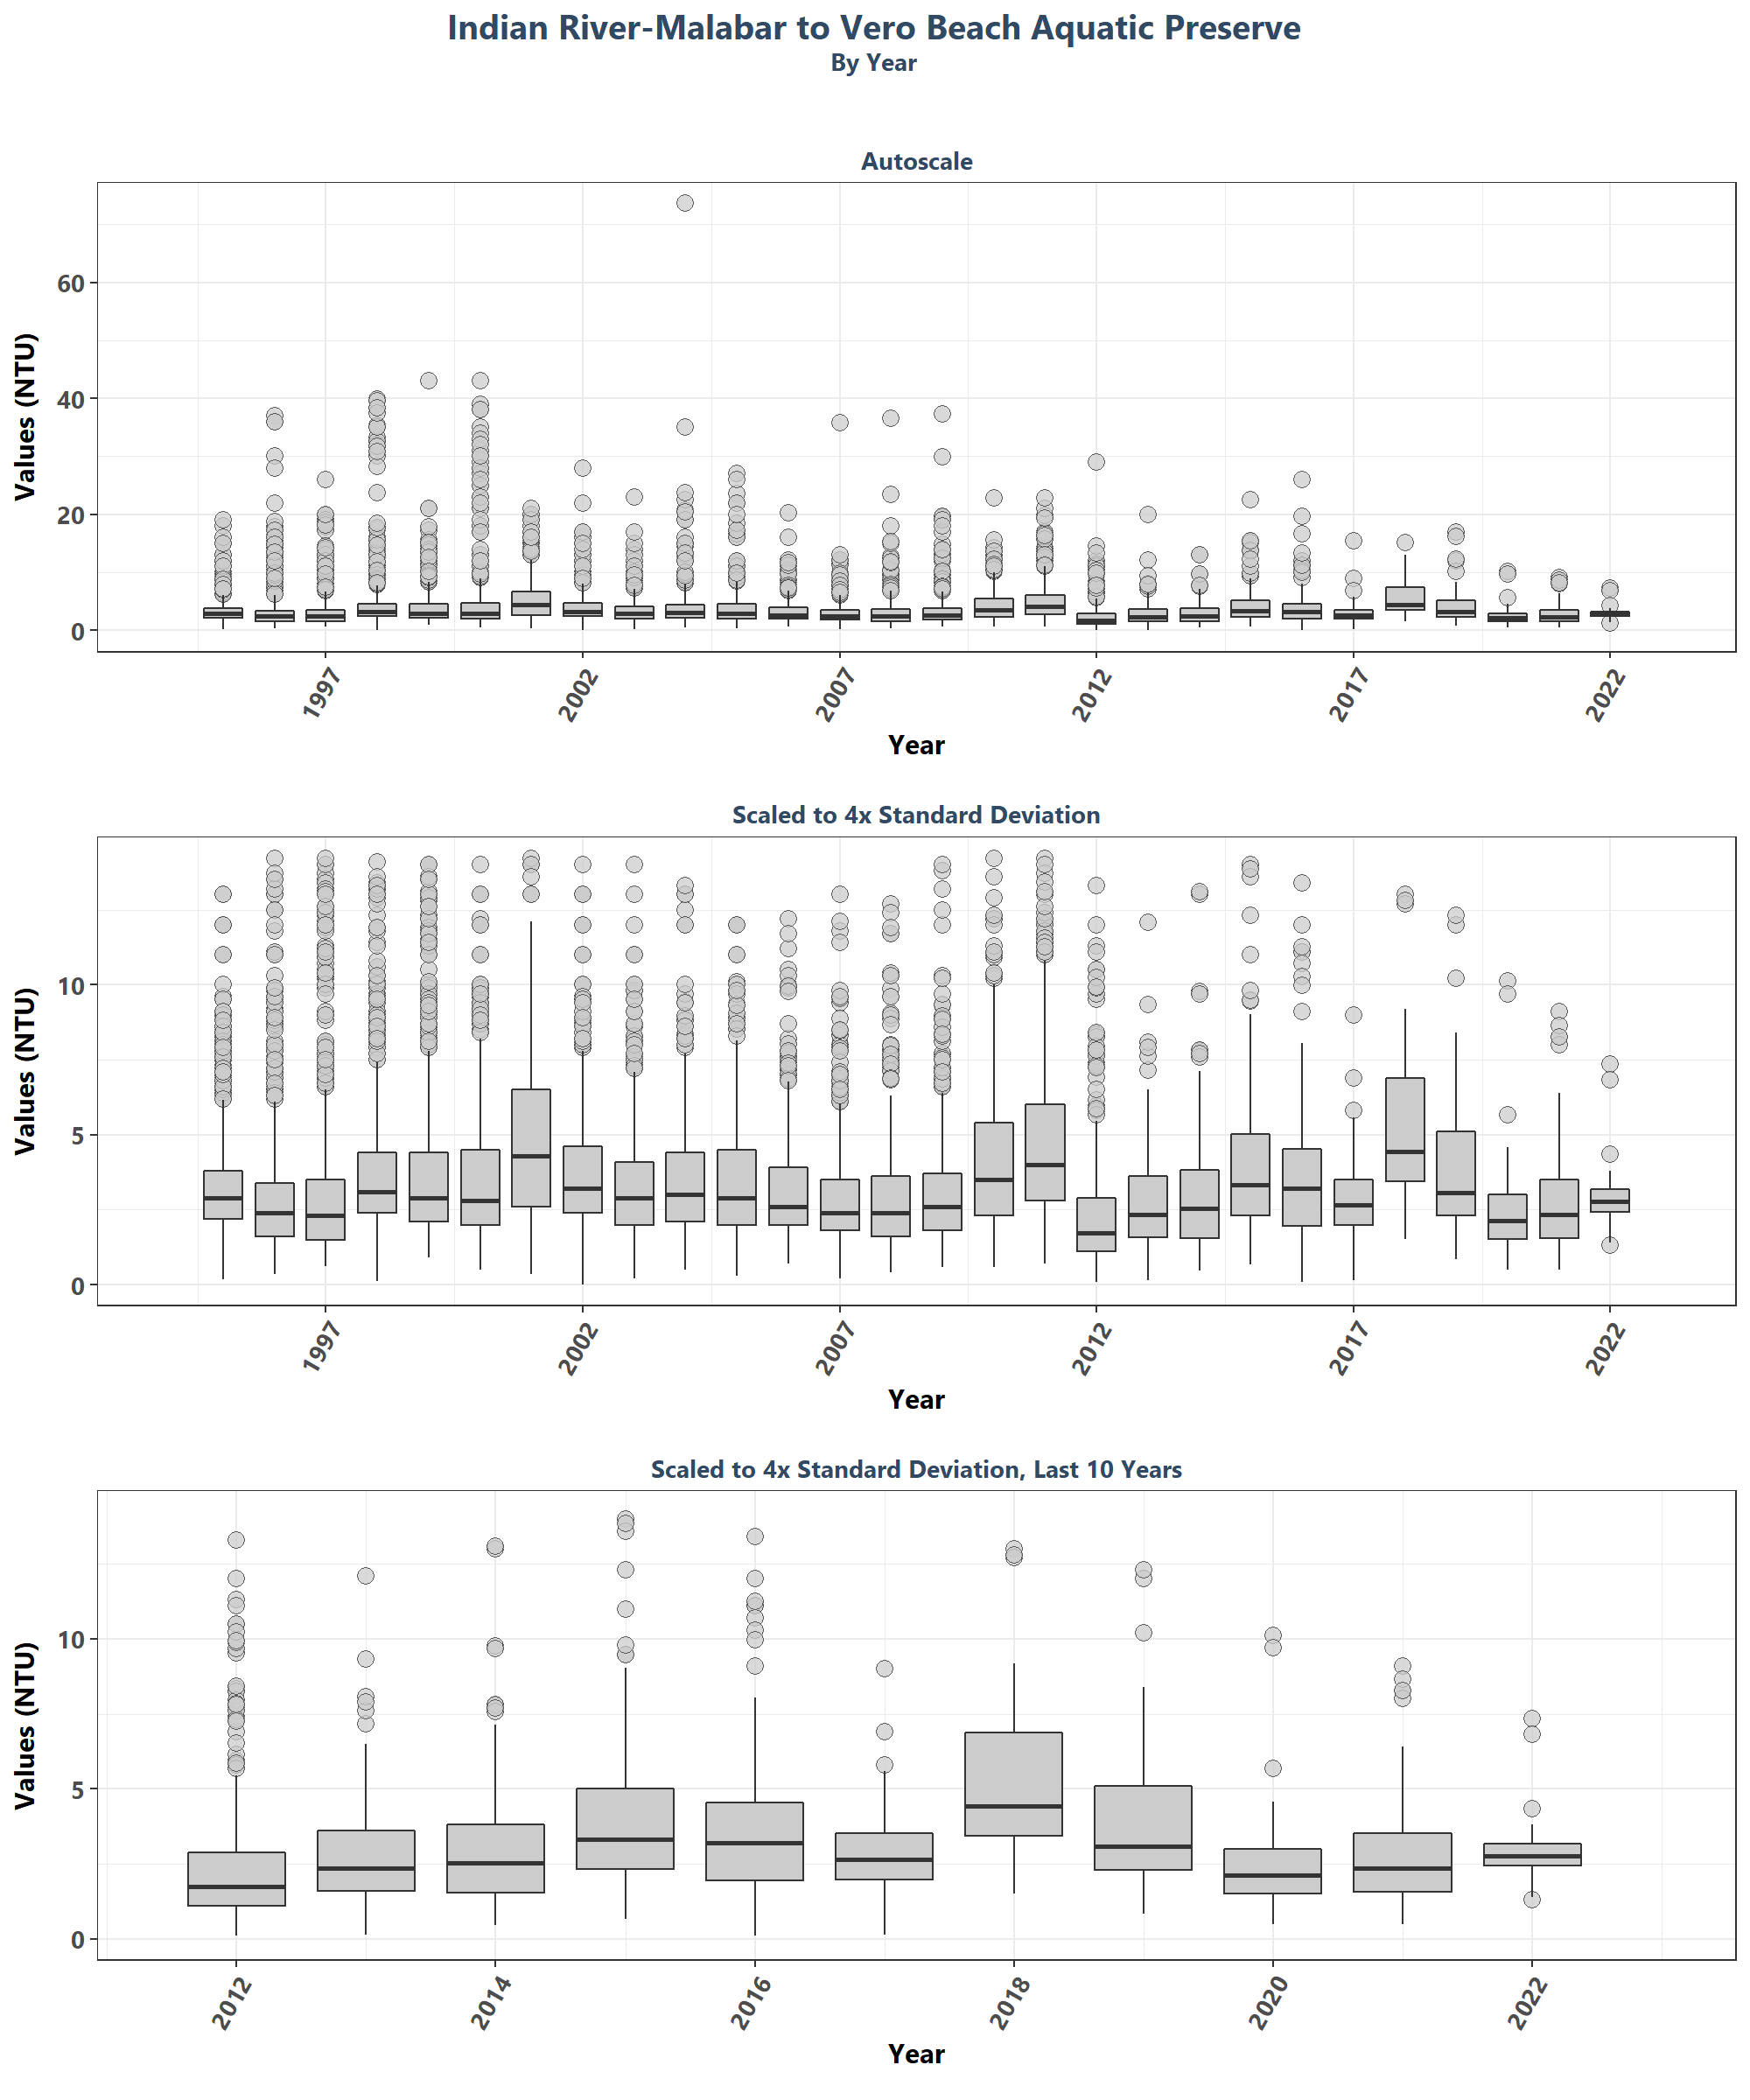 Indian River-Malabar to Vero Beach Aquatic Preserve
By Year
Autoscale
Values (NTU)
60
40
20
0
1997 2002 2007 2012 2017 2022
Year
Scaled to 4x Standard Deviation
Values (NTU)
10
5
0
1997 2002 2007 2012 2017 2022
Year
Scaled to 4x Standard Deviation, Last 10 Years
Values (NTU)
10
5
0
2012 2014 2016 2018 2020 2022
Year